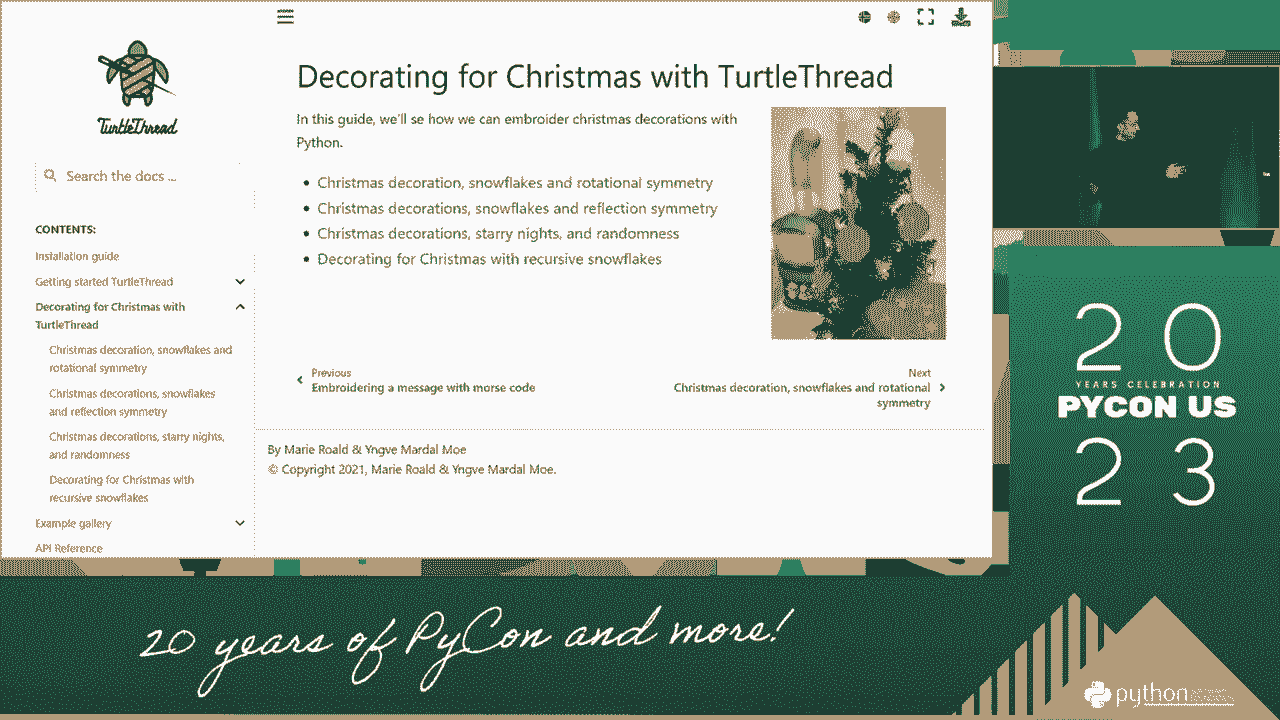 TurtleThread
Search the docs ...
CONTENTS:
Installation guide
Getting started TurtleThread
Decorating for Christmas with
TurtleThread
Christmas decoration, snowflakes and
rotational symmetry
Christmas decorations, snowflakes
and reflection symmetry
Christmas decorations, starry nights,
and randomness
Decorating for Christmas with
recursive snowflakes
Example gallery
API Reference
Decorating for Christmas with TurtleThread
In this guide, we'll se how we can embroider christmas decorations with
Python.
• Christmas decoration, snowflakes and rotational symmetry
• Christmas decorations, snowflakes and reflection symmetry
• Christmas decorations, starry nights, and randomness
• Decorating for Christmas with recursive snowflakes
Previous
Embroidering a message with morse code
Next
Christmas decoration, snowflakes and rotational
symmetry
By Marie Roald & Yngve Mardal Moe
© Copyright 2021, Marie Roald & Yngve Mardal Moe.
20
YEARS CELEBRATION
PYCON US
23
20 years of PyCon and more!
python